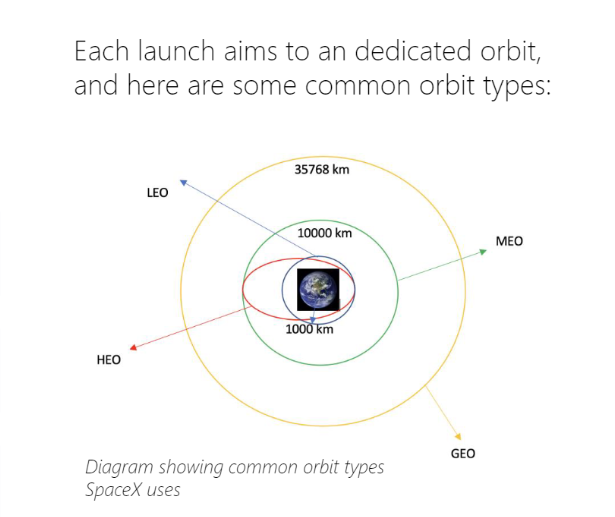 Each launch aims to an dedicated orbit,
and here are some common orbit types:
35768 km
LEO
10000 km
MEO
1000 km
HEO
GEO
Diagram showing common orbit types
SpaceX uses